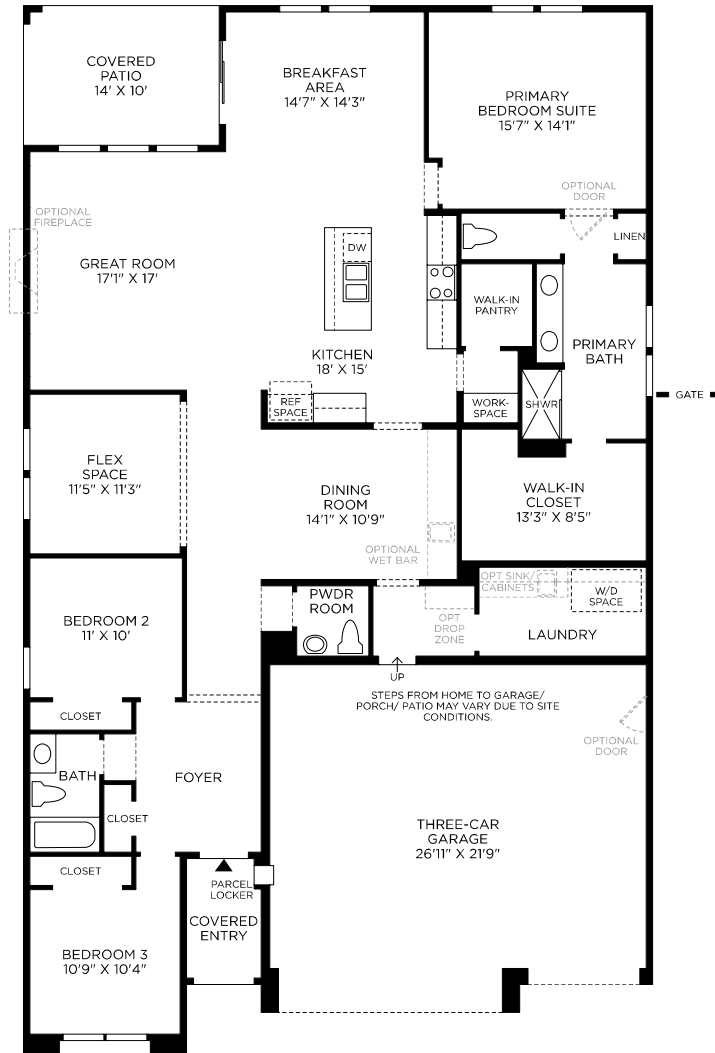 COVERED
PATIO
14' X 10'
BREAKFAST
AREA
14'7" X 14'3"
PRIMARY
BEDROOM SUITE
15'7" X 14'1"
OPTIONAL
DOOR
OPTIONAL
FIREPLACE
LINEN
DW
GREAT ROOM
17'1" X 17'
WALK-IN
PANTRY
PRIMARY
BATH
KITCHEN
18' X 15'
REF
SPACE
WORK-
SPACE
SHWR
GATE
FLEX
SPACE
11'5" X 11'3"
DINING
ROOM
14'1" X 10'9"
WALK-IN
CLOSET
13'3" X 8'5"
OPTIONAL
WET BAR
OPT SINK/
CABINETS
W/D
SPACE
PWDR
ROOM
BEDROOM 2
11' X 10'
OPT
DROP
ZONE
LAUNDRY
UP
STEPS FROM HOME TO GARAGE/
PORCH/ PATIO MAY VARY DUE TO SITE
CONDITIONS.
CLOSET
OPTIONAL
DOOR
BATH
FOYER
CLOSET
THREE-CAR
GARAGE
26'11" X 21'9"
CLOSET
PARCEL
LOCKER
COVERED
ENTRY
BEDROOM 3
10'9" X 10'4"